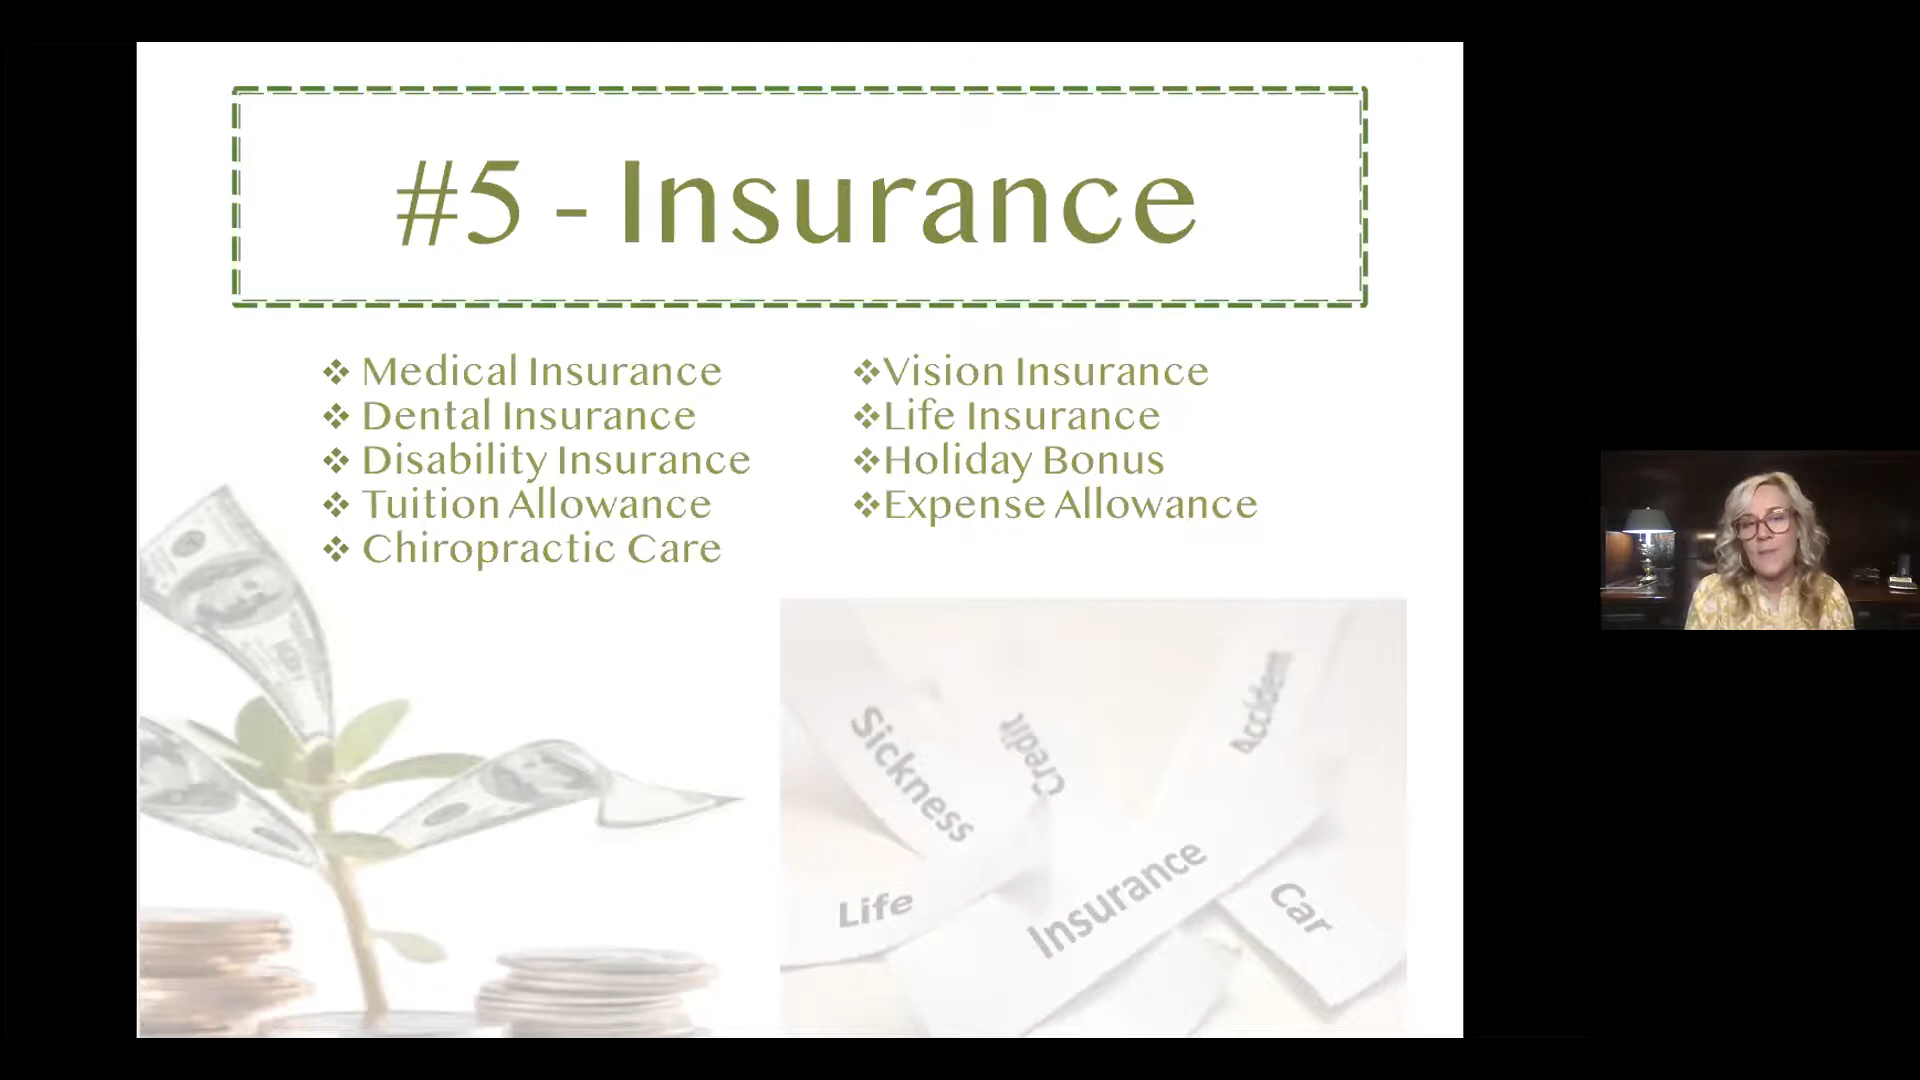 #5 - Insurance
❖ Medical Insurance
❖ Dental Insurance
❖ Disability Insurance
❖ Tuition Allowance
❖ Chiropractic Care
❖Vision Insurance
❖Life Insurance
❖Holiday Bonus
❖Expense Allowance
Sickness
Credit
Accident
Life
Insurance
Car